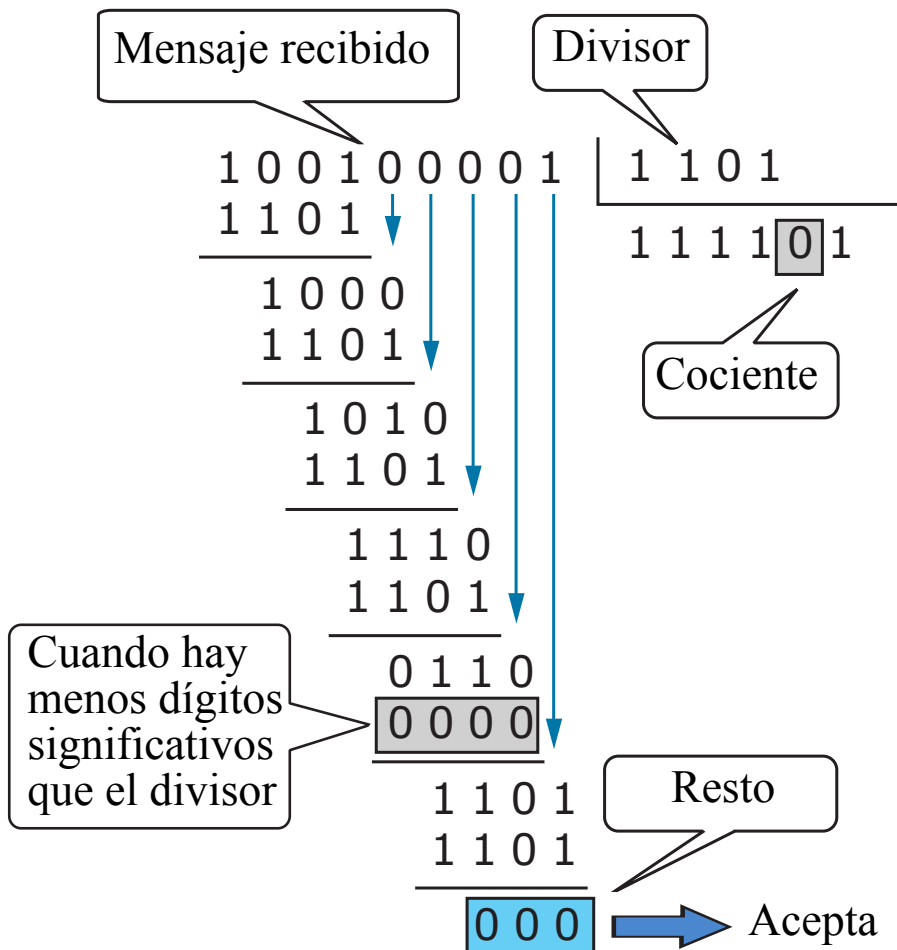 Mensaje recibido
Divisor
1 0 0 1 0 0 0 0 1
1 1 0 1
1 1 0 1
1 1 1 1 0 1
1 0 0 0
1 1 0 1
Cociente
1 0 1 0
1 1 0 1
1 1 1 0
1 1 0 1
Cuando hay
menos dígitos
significativos
que el divisor
0 1 1 0
0 0 0 0
1 1 0 1
1 1 0 1
Resto
0 0 0
Acepta